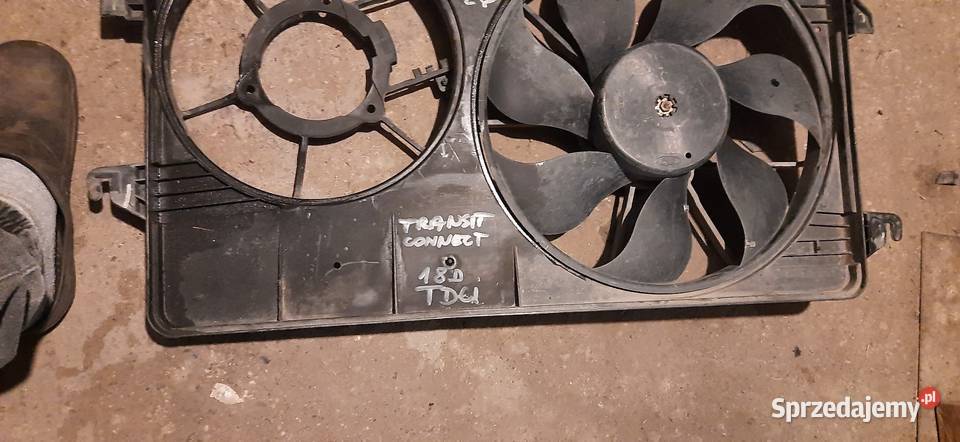 TRANSIT
CONNECT
1.8D.
TDCi
Sprzedajemy.pl